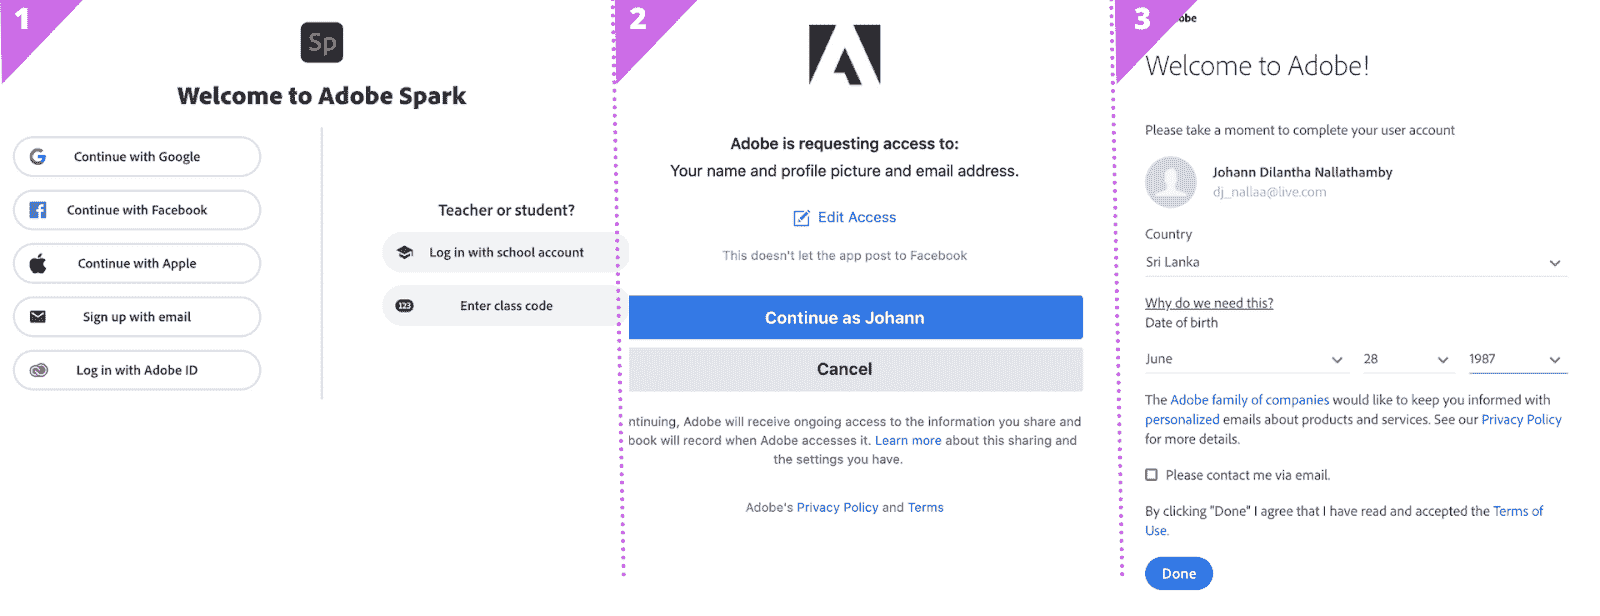 1
Sp
Welcome to Adobe Spark
Continue with Google
Continue with Facebook
Continue with Apple
Sign up with email
Log in with Adobe ID
Teacher or student?
Log in with school account
123
Enter class code
2
Adobe is requesting access to:
Your name and profile picture and email address.
Edit Access
This doesn't let the app post to Facebook
Continue as Johann
Cancel
ntinuing, Adobe will receive ongoing access to the information you share and
book will record when Adobe accesses it. Learn more about this sharing and
the settings you have.
Adobe's Privacy Policy and Terms
3
obe
Welcome to Adobe!
Please take a moment to complete your user account
Johann Dilantha Nallathamby
dj_nallaa@live.com
Country
Sri Lanka
Why do we need this?
Date of birth
June 28 1987
The Adobe family of companies would like to keep you informed with
personalized emails about products and services. See our Privacy Policy
for more details.
Please contact me via email.
By clicking "Done" I agree that I have read and accepted the Terms of
Use.
Done